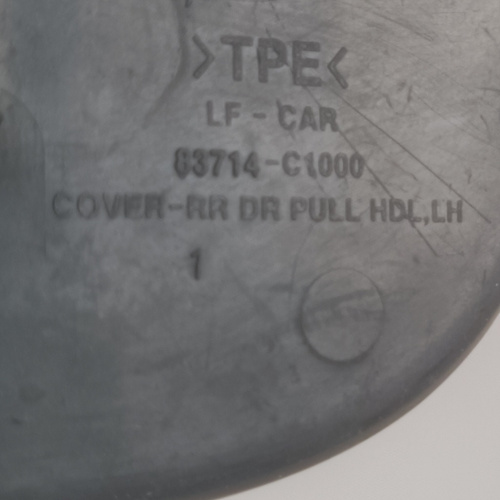 >TPE<
LF - CAR
83714-C1000
COVER-RR DR PULL HDL,LH
1